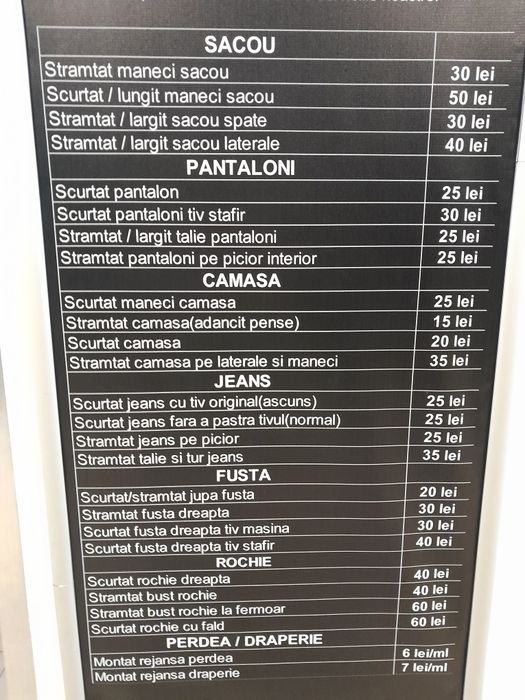 SACOU
Stramtat maneci sacou 30 lei
Scurtat / lungit maneci sacou 50 lei
Stramtat / largit sacou spate 30 lei
Stramtat / largit sacou laterale 40 lei
PANTALONI
Scurtat pantalon 25 lei
Scurtat pantaloni tiv stafir 30 lei
Stramtat / largit talie pantaloni 25 lei
Stramtat pantaloni pe picior interior 25 lei
CAMASA
Scurtat maneci camasa 25 lei
Stramtat camasa(adancit pense) 15 lei
Scurtat camasa 20 lei
Stramtat camasa pe laterale si maneci 35 lei
JEANS
Scurtat jeans cu tiv original(ascuns) 25 lei
Scurtat jeans fara a pastra tivul(normal) 25 lei
Stramtat jeans pe picior 25 lei
Stramtat talie si tur jeans 35 lei
FUSTA
Scurtat/stramtat jupa fusta 20 lei
Stramtat fusta dreapta 30 lei
Scurtat fusta dreapta tiv masina 30 lei
Scurtat fusta dreapta tiv stafir 40 lei
ROCHIE
Scurtat rochie dreapta 40 lei
Stramtat bust rochie 40 lei
Stramtat bust rochie la fermoar 60 lei
Scurtat rochie cu fald 60 lei
PERDEA / DRAPERIE
Montat rejansa perdea 6 lei/ml
Montat rejansa draperie 7 lei/ml